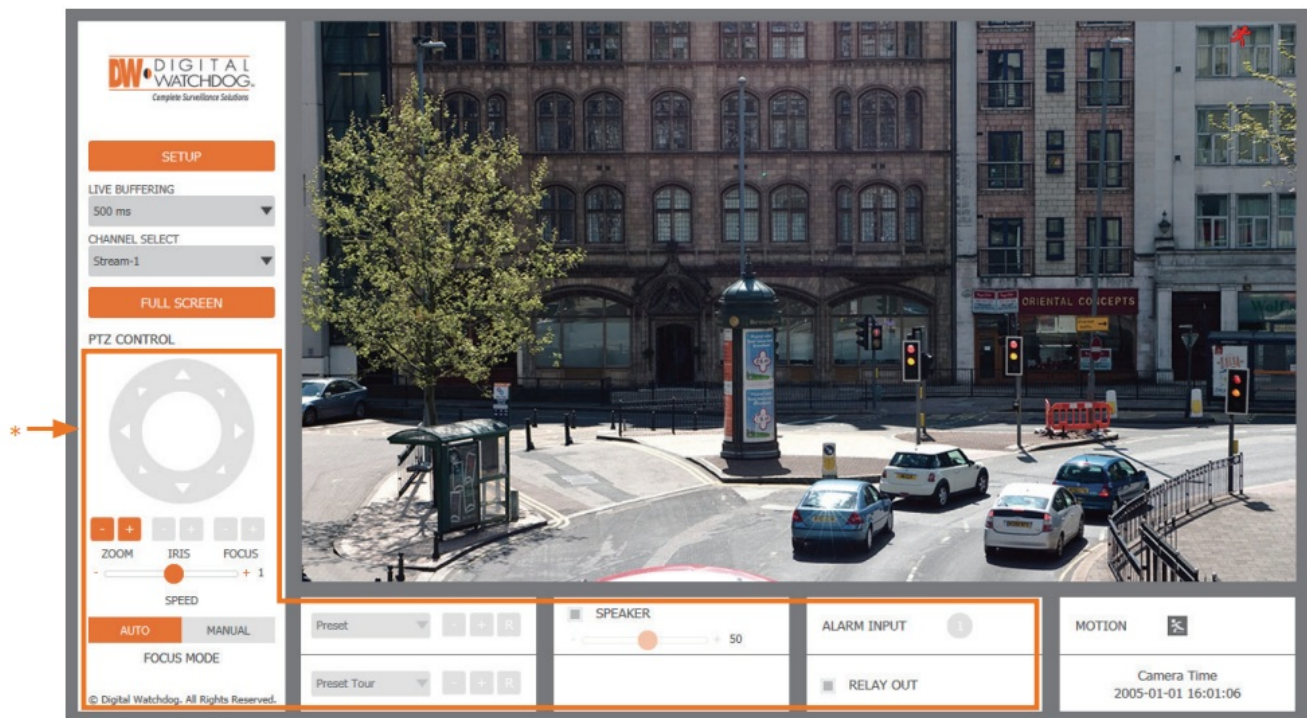 DW DIGITAL
WATCHDOG™
Complete Surveillance Solutions
SETUP
LIVE BUFFERING
500 ms
CHANNEL SELECT
Stream-1
FULL SCREEN
PTZ CONTROL
*
- + - + - +
ZOOM IRIS FOCUS
- + 1
SPEED
AUTO MANUAL
FOCUS MODE
© Digital Watchdog. All Rights Reserved.
ORIENTAL CONCEPTS
Preset - + R
Preset Tour - + R
SPEAKER
- + 50
ALARM INPUT 1
RELAY OUT
MOTION
Camera Time
2005-01-01 16:01:06